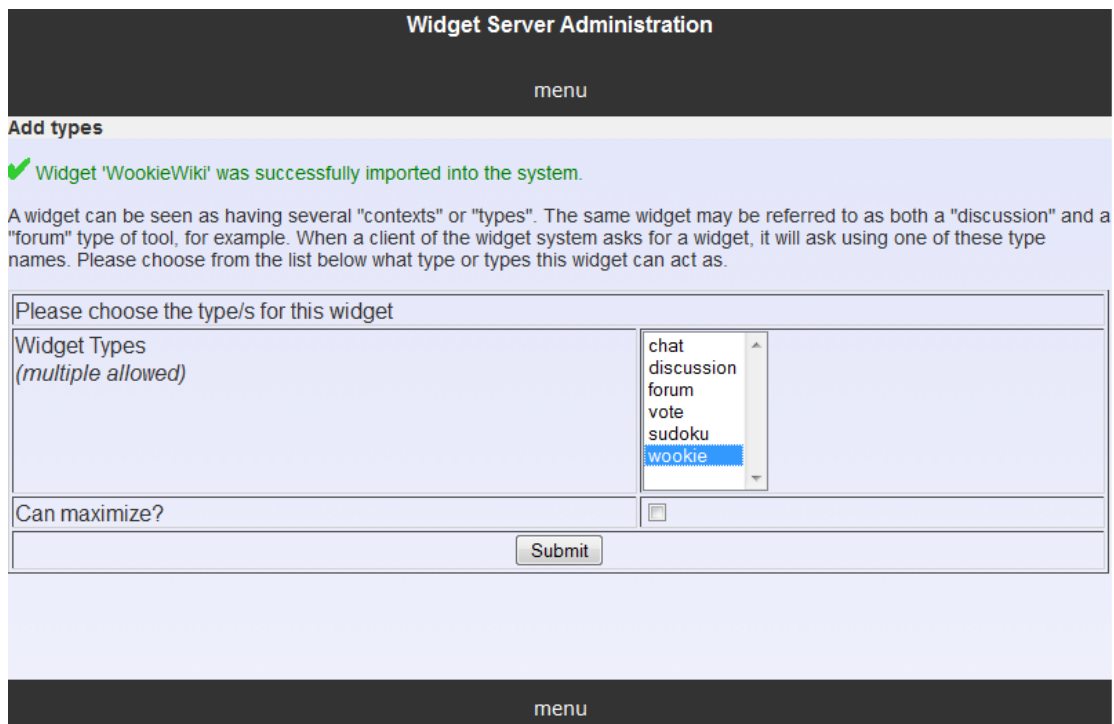 Widget Server Administration
menu
Add types
Widget 'WookieWiki' was successfully imported into the system.
A widget can be seen as having several "contexts" or "types". The same widget may be referred to as both a "discussion" and a
"forum" type of tool, for example. When a client of the widget system asks for a widget, it will ask using one of these type
names. Please choose from the list below what type or types this widget can act as.
Please choose the type/s for this widget
Widget Types
(multiple allowed)
chat
discussion
forum
vote
sudoku
wookie
Can maximize?
Submit
menu